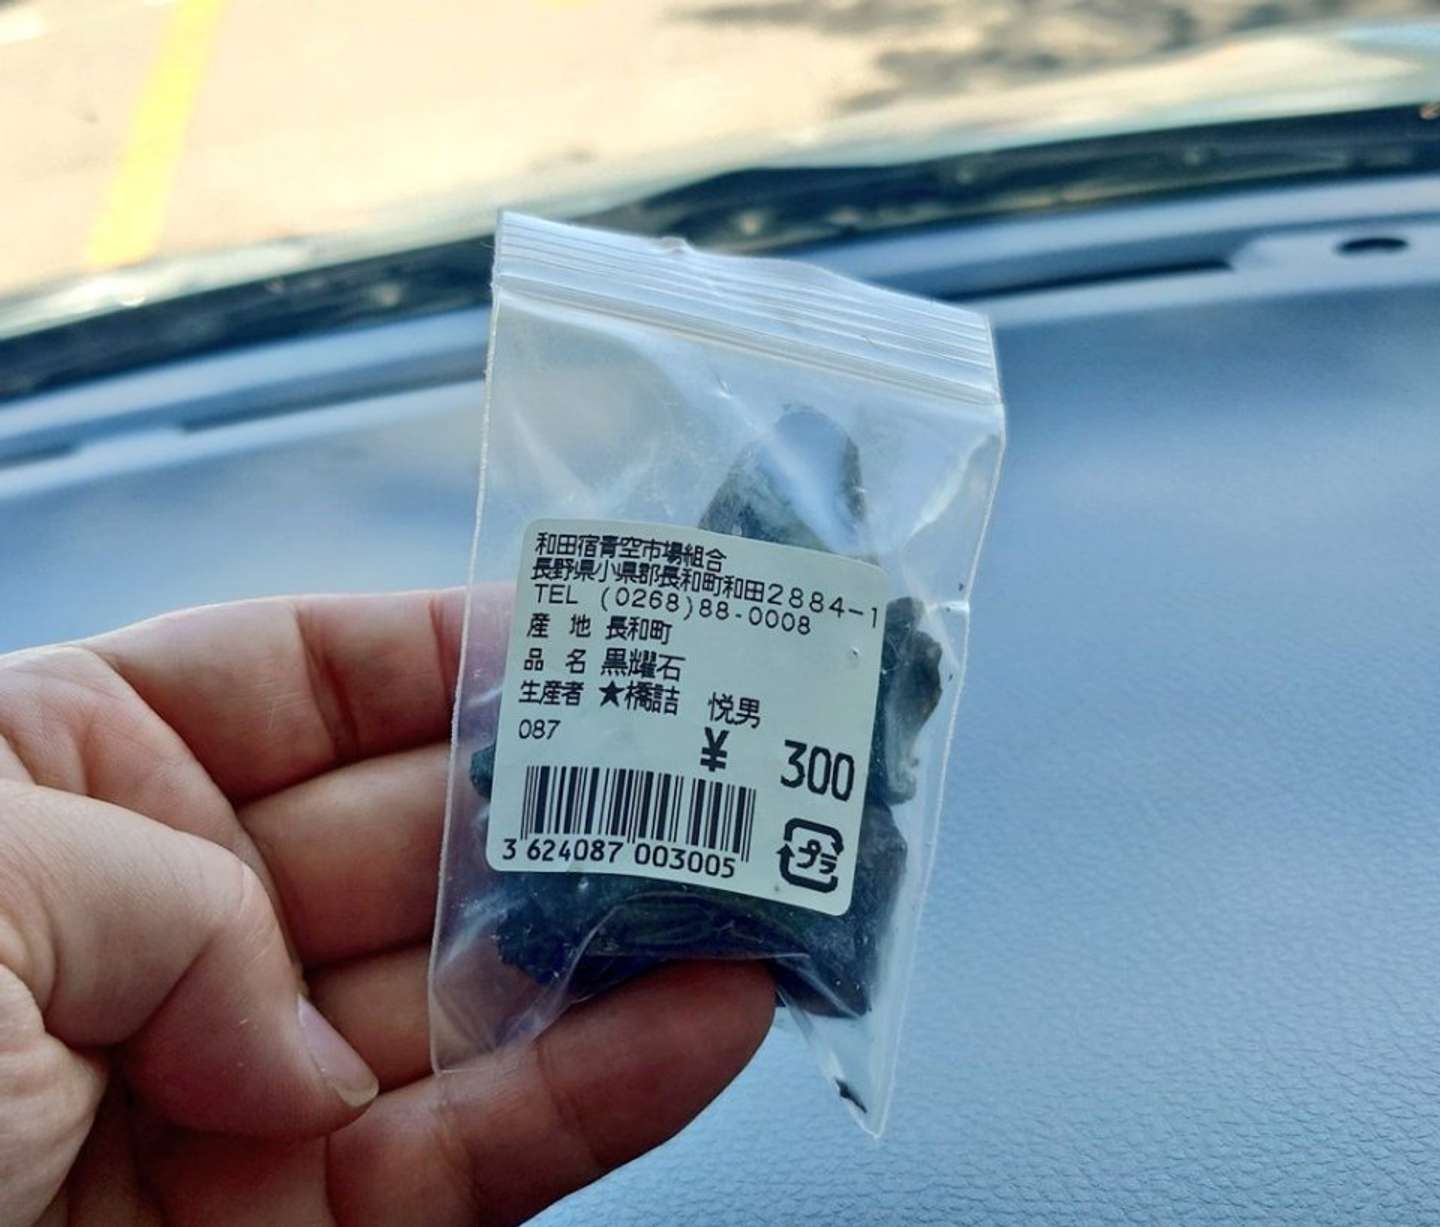 和田宿青空市場組合
長野県小県郡長和町和田2884-1
TEL (0268)88-0008
産 地 長和町
品 名 黒耀石
生産者 ★橋詰 悦男
087
¥ 300
3 624087 003005
プラ